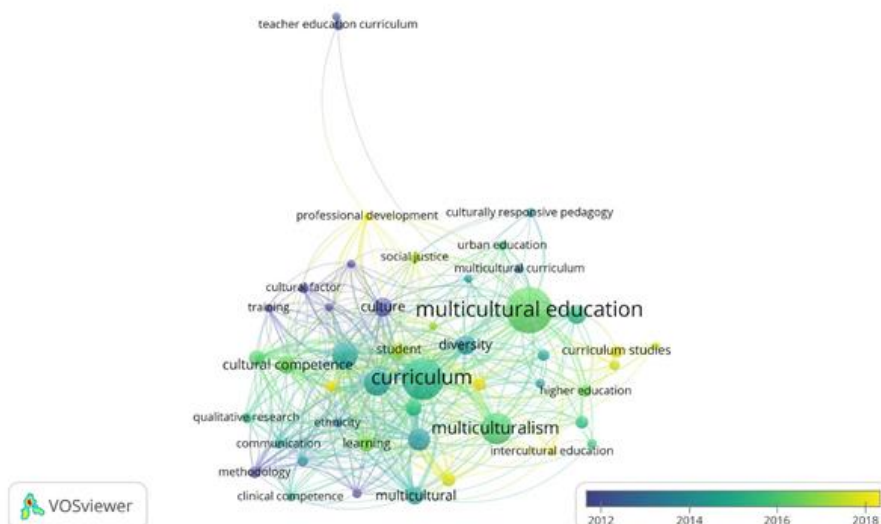 teacher education curriculum
professional development
culturally responsive pedagogy
urban education
social justice
multicultural curriculum
cultural factor
training
culture
multicultural education
student
diversity
curriculum studies
cultural competence
curriculum
higher education
qualitative research
ethnicity
multiculturalism
communication
learning
intercultural education
methodology
clinical competence
multicultural
VOSviewer
2012 2014 2016 2018